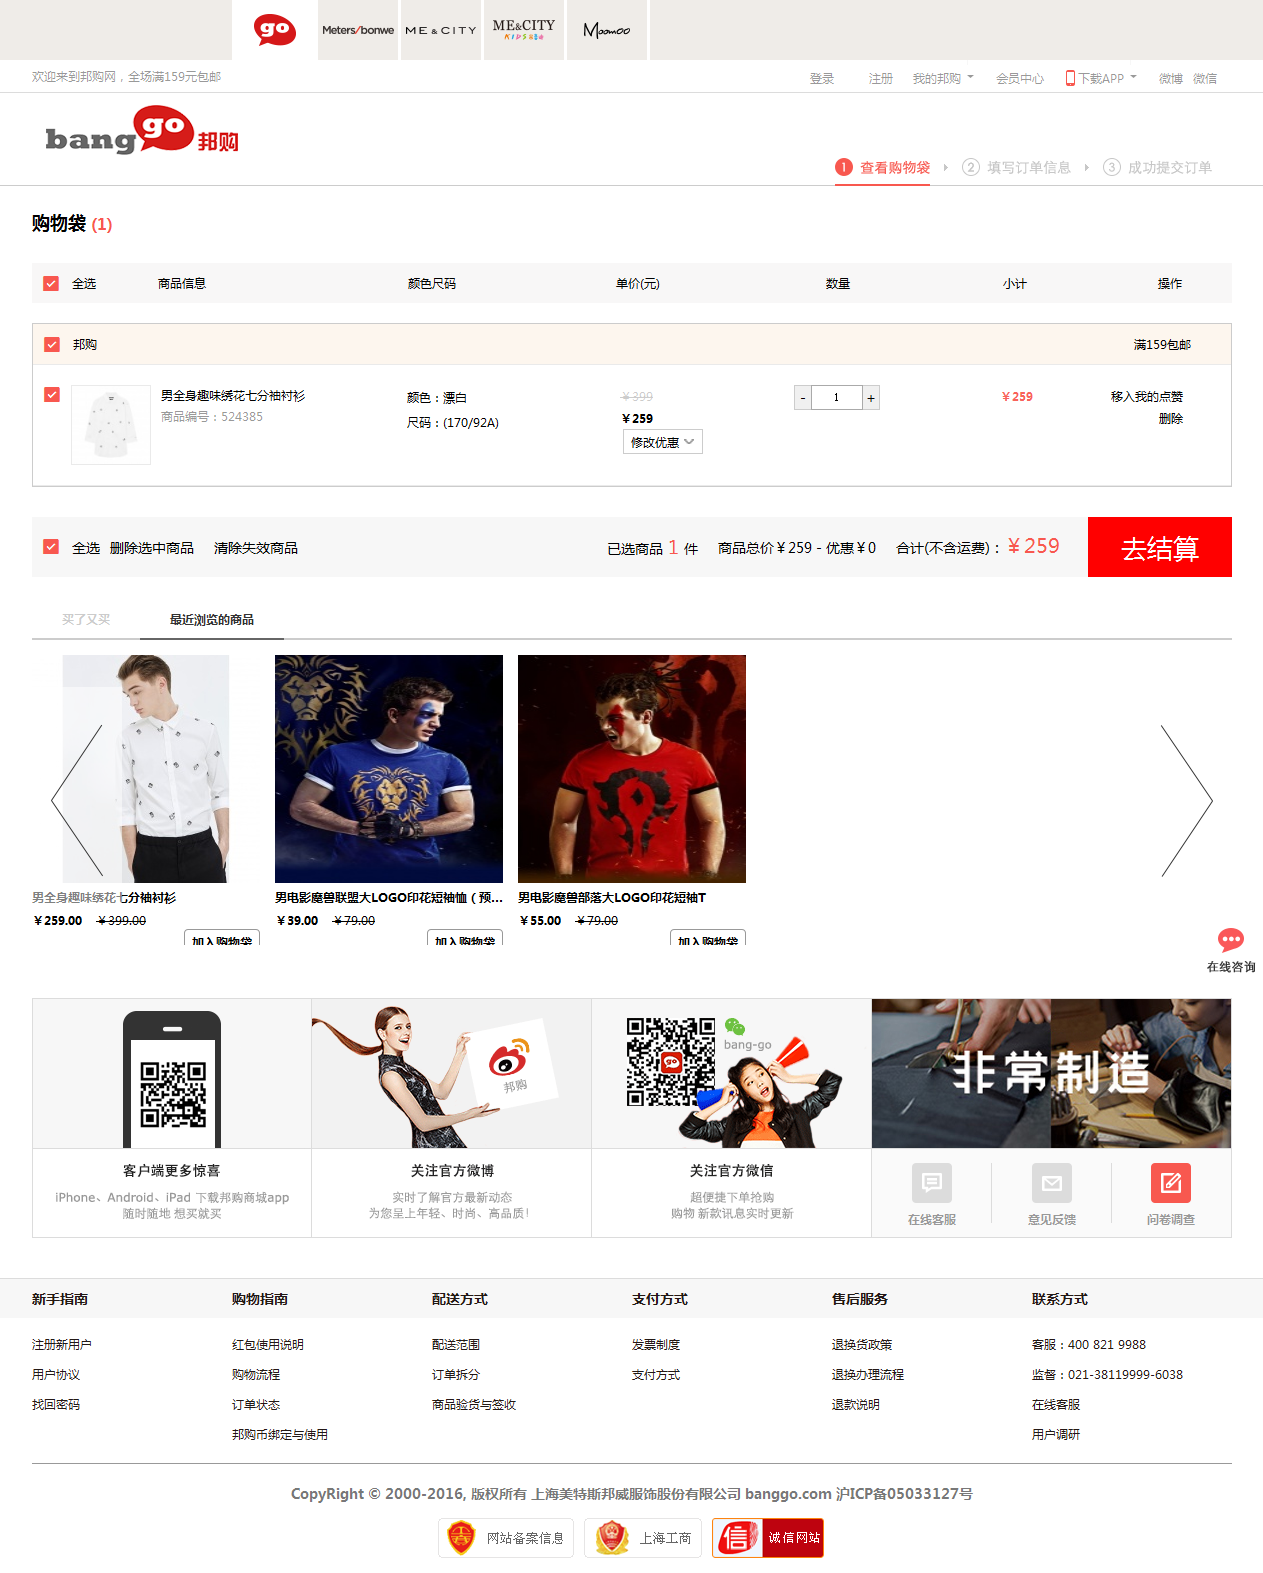 go Meters/bonwe ME & CITY ME&CITY KIDS Moomoo
欢迎来到邦购网，全场满159元包邮 登录 注册 我的邦购 会员中心 下载APP 微博 微信
bang go 邦购
1 查看购物袋 2 填写订单信息 3 成功提交订单
购物袋 (1)
全选 商品信息 颜色尺码 单价(元) 数量 小计 操作
邦购 满159包邮
男全身趣味绣花七分袖衬衫 颜色：漂白 ￥399 - 1 + ￥259 移入我的点赞
商品编号：524385 尺码：(170/92A) ￥259 删除
修改优惠
全选 删除选中商品 清除失效商品 已选商品 1 件 商品总价￥259 - 优惠￥0 合计(不含运费)：￥259 去结算
买了又买 最近浏览的商品
男全身趣味绣花七分袖衬衫 男电影魔兽联盟大LOGO印花短袖恤（预... 男电影魔兽部落大LOGO印花短袖T
￥259.00 ￥399.00 ￥39.00 ￥79.00 ￥55.00 ￥79.00
加入购物袋 加入购物袋 加入购物袋
在线咨询
邦购 go bang-go 非常制造
客户端更多惊喜 关注官方微博 关注官方微信
iPhone、Android、iPad 下载邦购商城app 实时了解官方最新动态 超便捷下单抢购
随时随地 想买就买 为您呈上年轻、时尚、高品质！ 购物 新款讯息实时更新
在线客服 意见反馈 问卷调查
新手指南 购物指南 配送方式 支付方式 售后服务 联系方式
注册新用户 红包使用说明 配送范围 发票制度 退换货政策 客服：400 821 9988
用户协议 购物流程 订单拆分 支付方式 退换办理流程 监督：021-38119999-6038
找回密码 订单状态 商品验货与签收 退款说明 在线客服
邦购币绑定与使用 用户调研
CopyRight © 2000-2016, 版权所有 上海美特斯邦威服饰股份有限公司 banggo.com 沪ICP备05033127号
网站备案信息 上海工商 信 诚信网站